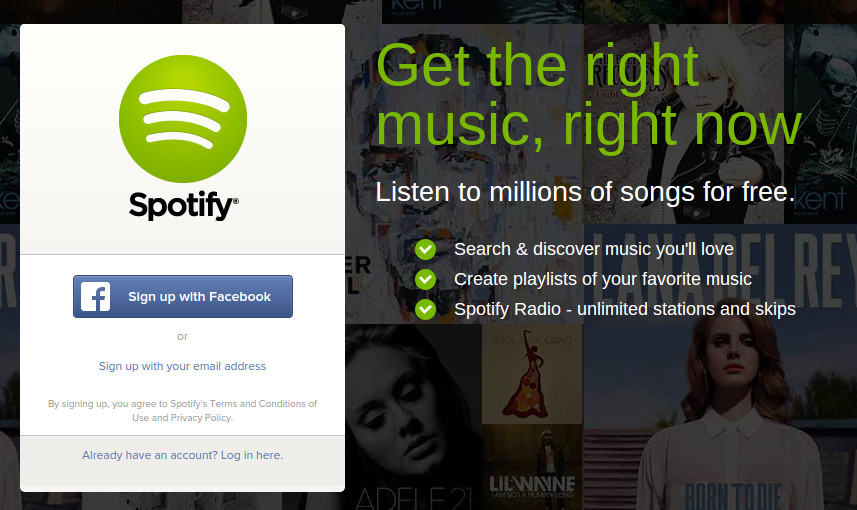 kent
Spotify®
Sign up with Facebook
or
Sign up with your email address
By signing up, you agree to Spotify's Terms and Conditions of
Use and Privacy Policy.
Already have an account? Log in here.
Get the right
music, right now
Listen to millions of songs for free.
Search & discover music you'll love
Create playlists of your favorite music
Spotify Radio - unlimited stations and skips
kent
LANA DEL REY
ADELE 21
LIL WAYNE
I AM NOT A HUMAN BEING
BORN TO DIE